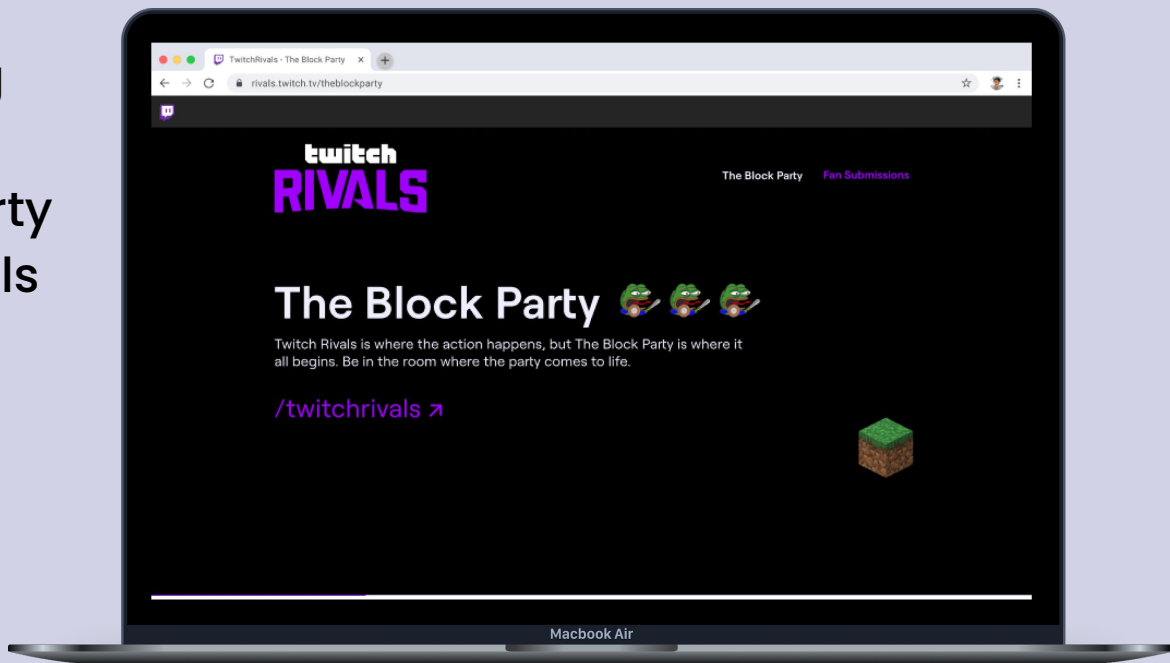 rty
ls
TwitchRivals - The Block Party
rivals.twitch.tv/theblockparty
twitch
RIVALS
The Block Party Fan Submissions
The Block Party
Twitch Rivals is where the action happens, but The Block Party is where it
all begins. Be in the room where the party comes to life.
/twitchrivals ↗
Macbook Air